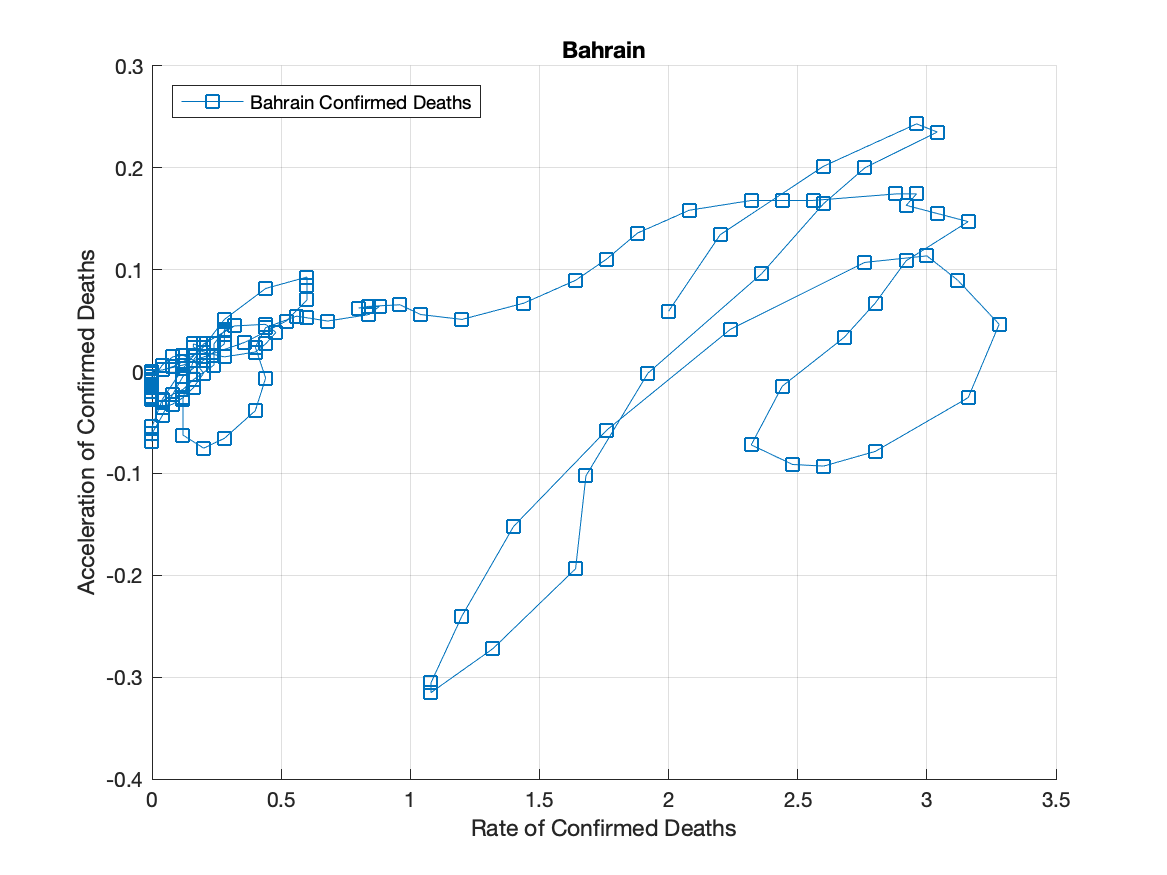 Bahrain
Bahrain Confirmed Deaths
Acceleration of Confirmed Deaths
0.3
0.2
0.1
0
-0.1
-0.2
-0.3
-0.4
0 0.5 1 1.5 2 2.5 3 3.5
Rate of Confirmed Deaths